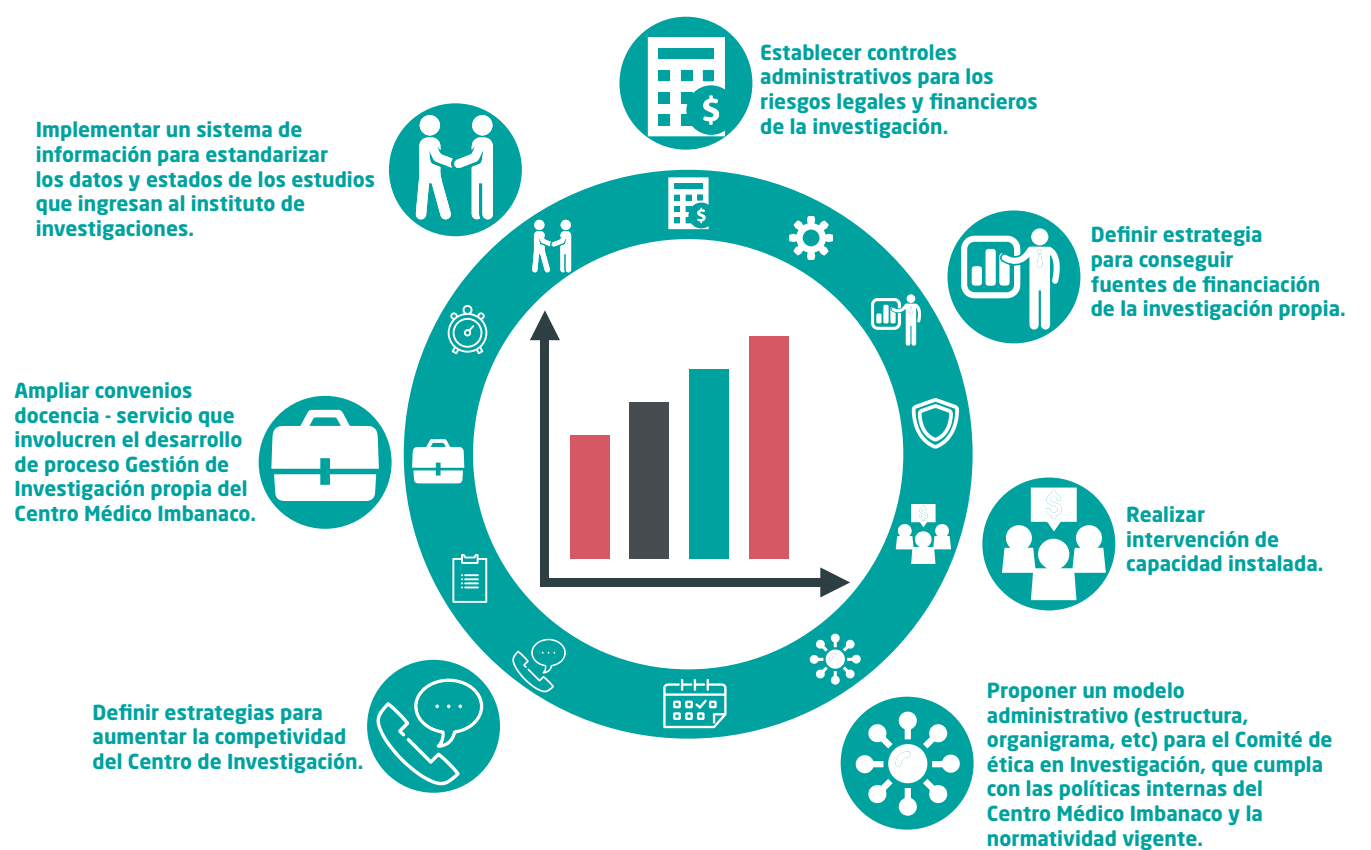 Establecer controles
administrativos para los
riesgos legales y financieros
de la investigación.
$
$
Implementar un sistema de
información para estandarizar
los datos y estados de los estudios
que ingresan al instituto de
investigaciones.
Definir estrategia
para conseguir
fuentes de financiación
de la investigación propia.
Ampliar convenios
docencia - servicio que
involucren el desarrollo
de proceso Gestión de
Investigación propia del
Centro Médico Imbanaco.
$
$
Realizar
intervención de
capacidad instalada.
Definir estrategias para
aumentar la competividad
del Centro de Investigación.
Proponer un modelo
administrativo (estructura,
organigrama, etc) para el Comité de
ética en Investigación, que cumpla
con las políticas internas del
Centro Médico Imbanaco y la
normatividad vigente.